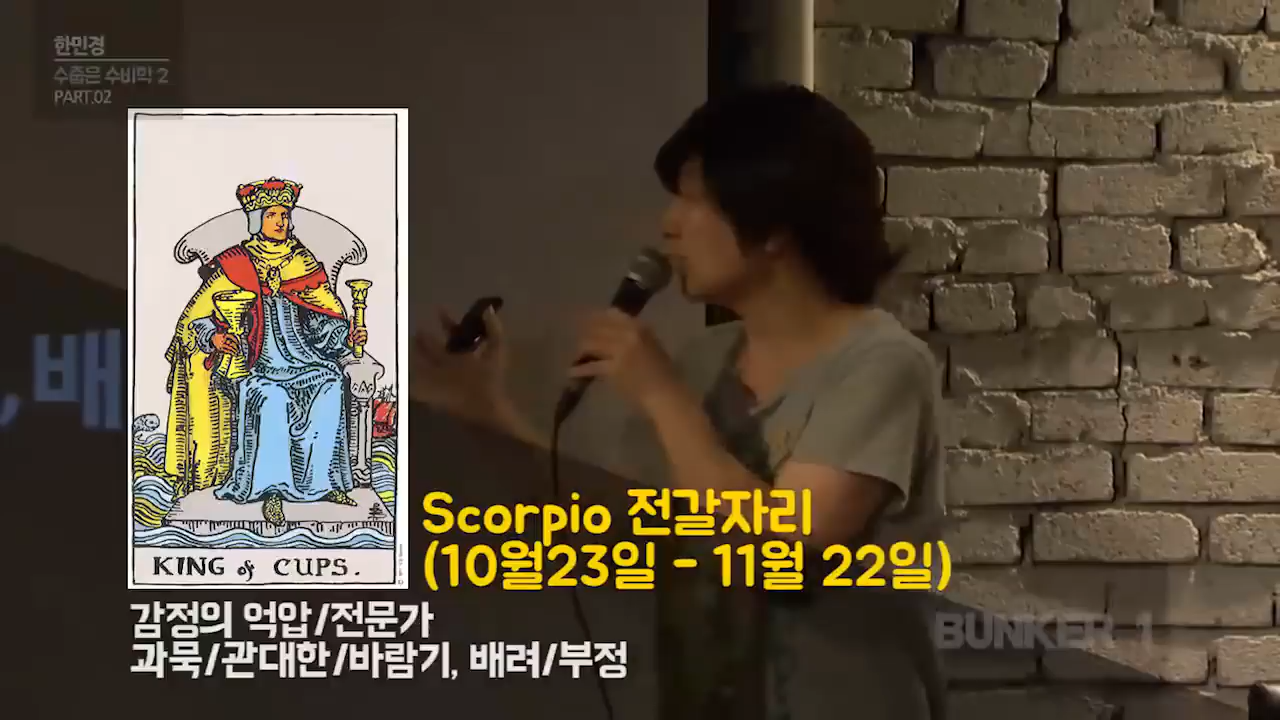 한민경
수줍은 수비학 2
PART.02
, 배
KING of CUPS.
Scorpio 전갈자리
(10월23일 - 11월 22일)
감정의 억압/전문가
과묵/관대한/바람기, 배려/부정
BUNKER 1